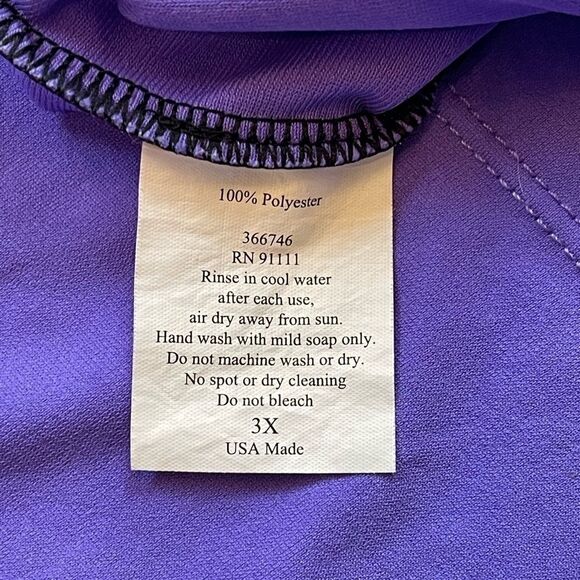 100% Polyester
366746
RN 91111
Rinse in cool water
after each use,
air dry away from sun.
Hand wash with mild soap only.
Do not machine wash or dry.
No spot or dry cleaning
Do not bleach
3X
USA Made